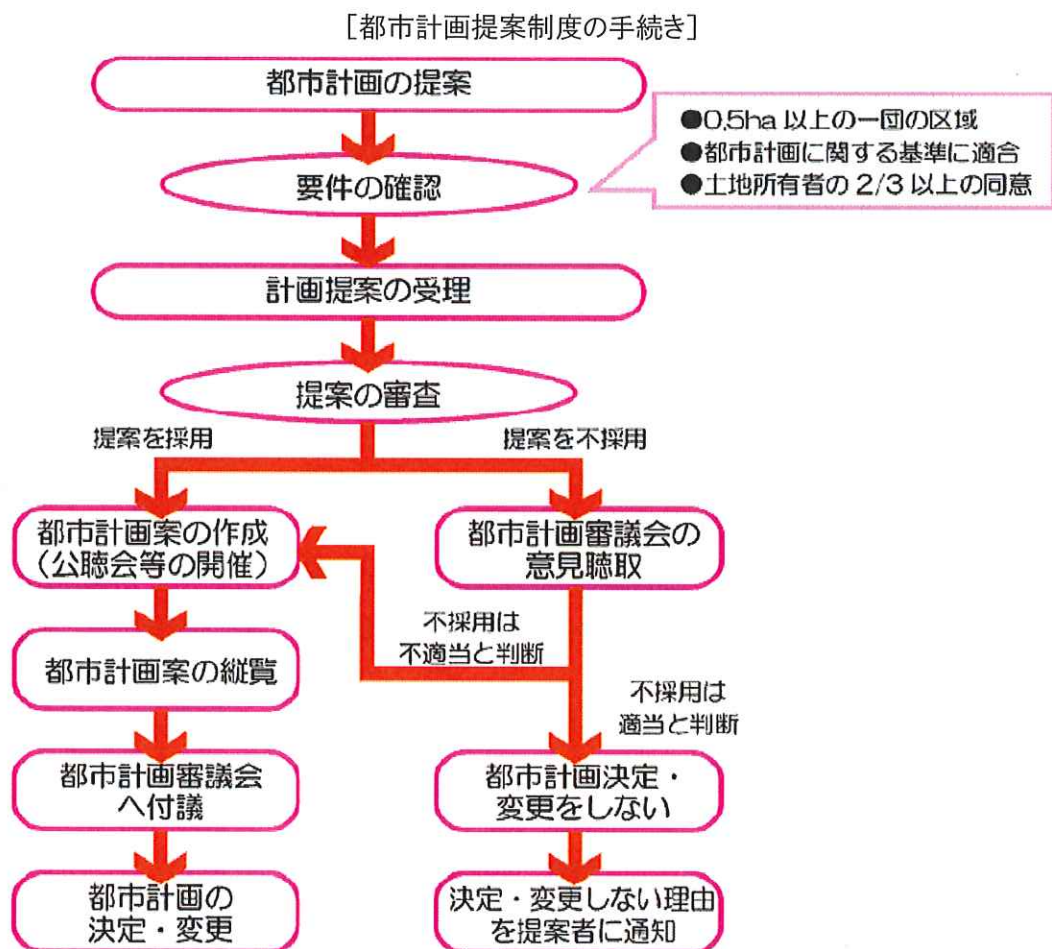 [都市計画提案制度の手続き]
都市計画の提案
●0.5ha 以上の一団の区域
●都市計画に関する基準に適合
●土地所有者の 2/3 以上の同意
要件の確認
計画提案の受理
提案の審査
提案を採用
提案を不採用
都市計画案の作成
(公聴会等の開催)
都市計画審議会の
意見聴取
不採用は
不適当と判断
都市計画案の縦覧
不採用は
適当と判断
都市計画審議会
へ付議
都市計画決定・
変更をしない
都市計画の
決定・変更
決定・変更しない理由
を提案者に通知